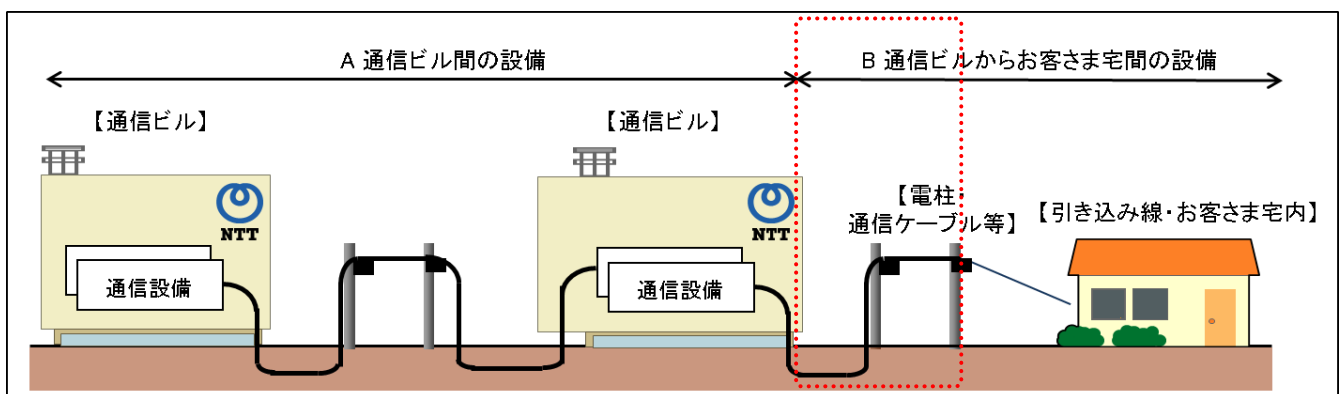 A 通信ビル間の設備
B 通信ビルからお客さま宅間の設備
【通信ビル】
【通信ビル】
【電柱・
通信ケーブル等】
【引き込み線・お客さま宅内】
NTT
NTT
通信設備
通信設備